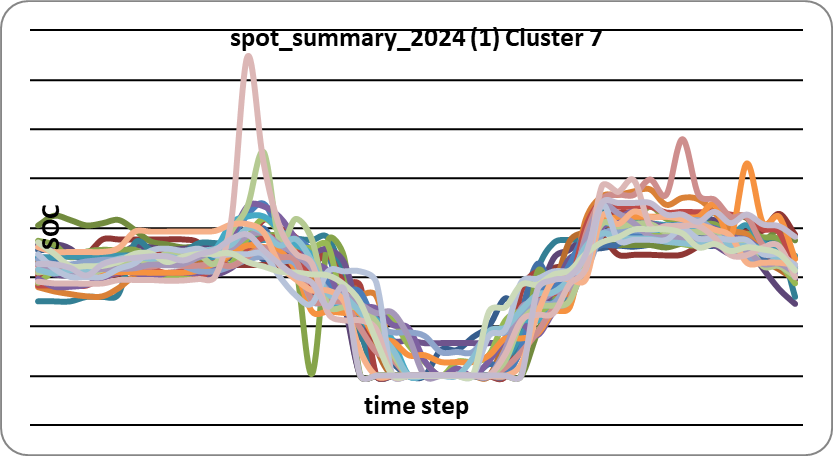 spot_summary_2024 (1) Cluster 7
SOC
time step